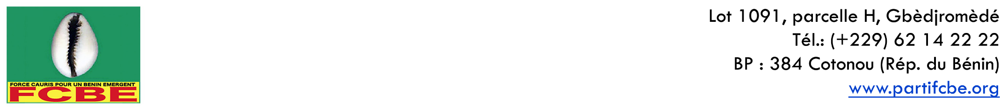 FORCE CAURIS POUR UN BENIN EMERGENT
FCBE
Lot 1091, parcelle H, Gbèdjromèdé
Tél.: (+229) 62 14 22 22
BP : 384 Cotonou (Rép. du Bénin)
www.partifcbe.org